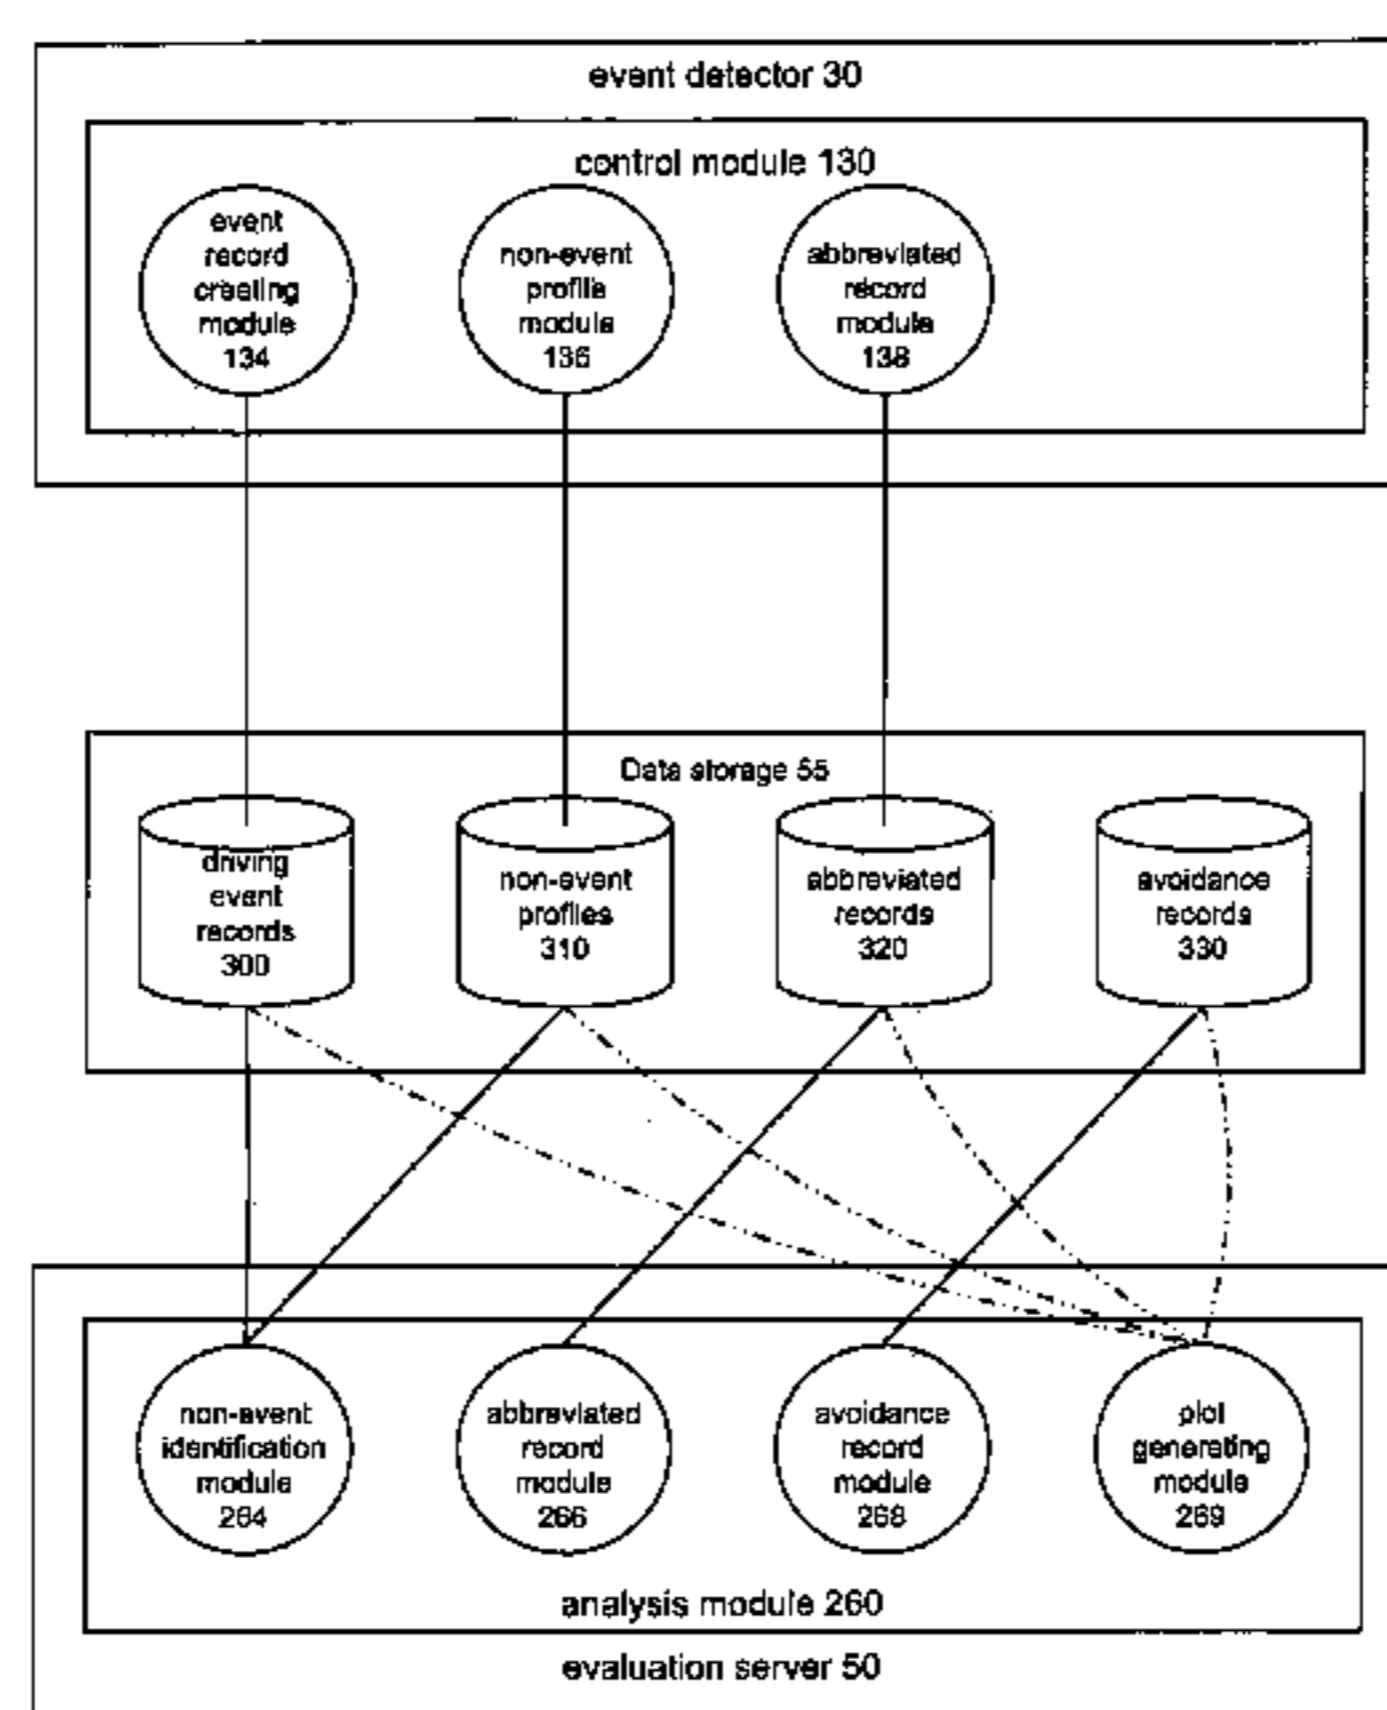 event detector 30
control module 130
event
record
creating
module
134
non-event
profile
module
136
abbreviated
record
module
138
Data storage 55
driving
event
records
300
non-event
profiles
310
abbreviated
records
320
avoidance
records
330
non-event
identification
module
264
abbreviated
record
module
266
avoidance
record
module
268
plot
generating
module
269
analysis module 260
evaluation server 50